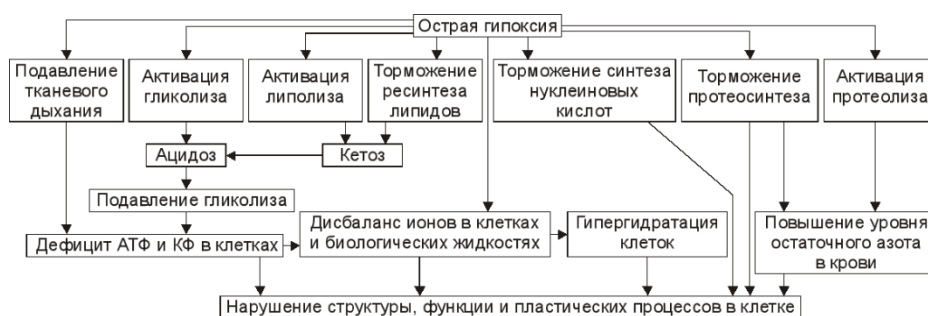 Острая гипоксия
Подавление
тканевого
дыхания
Активация
гликолиза
Активация
липолиза
Торможение
ресинтеза
липидов
Торможение синтеза
нуклеиновых
кислот
Торможение
протеосинтеза
Активация
протеолиза
Ацидоз
Кетоз
Подавление гликолиза
Дефицит АТФ и КФ в клетках
Дисбаланс ионов в клетках
и биологических жидкостях
Гипергидратация
клеток
Повышение уровня
остаточного азота
в крови
Нарушение структуры, функции и пластических процессов в клетке